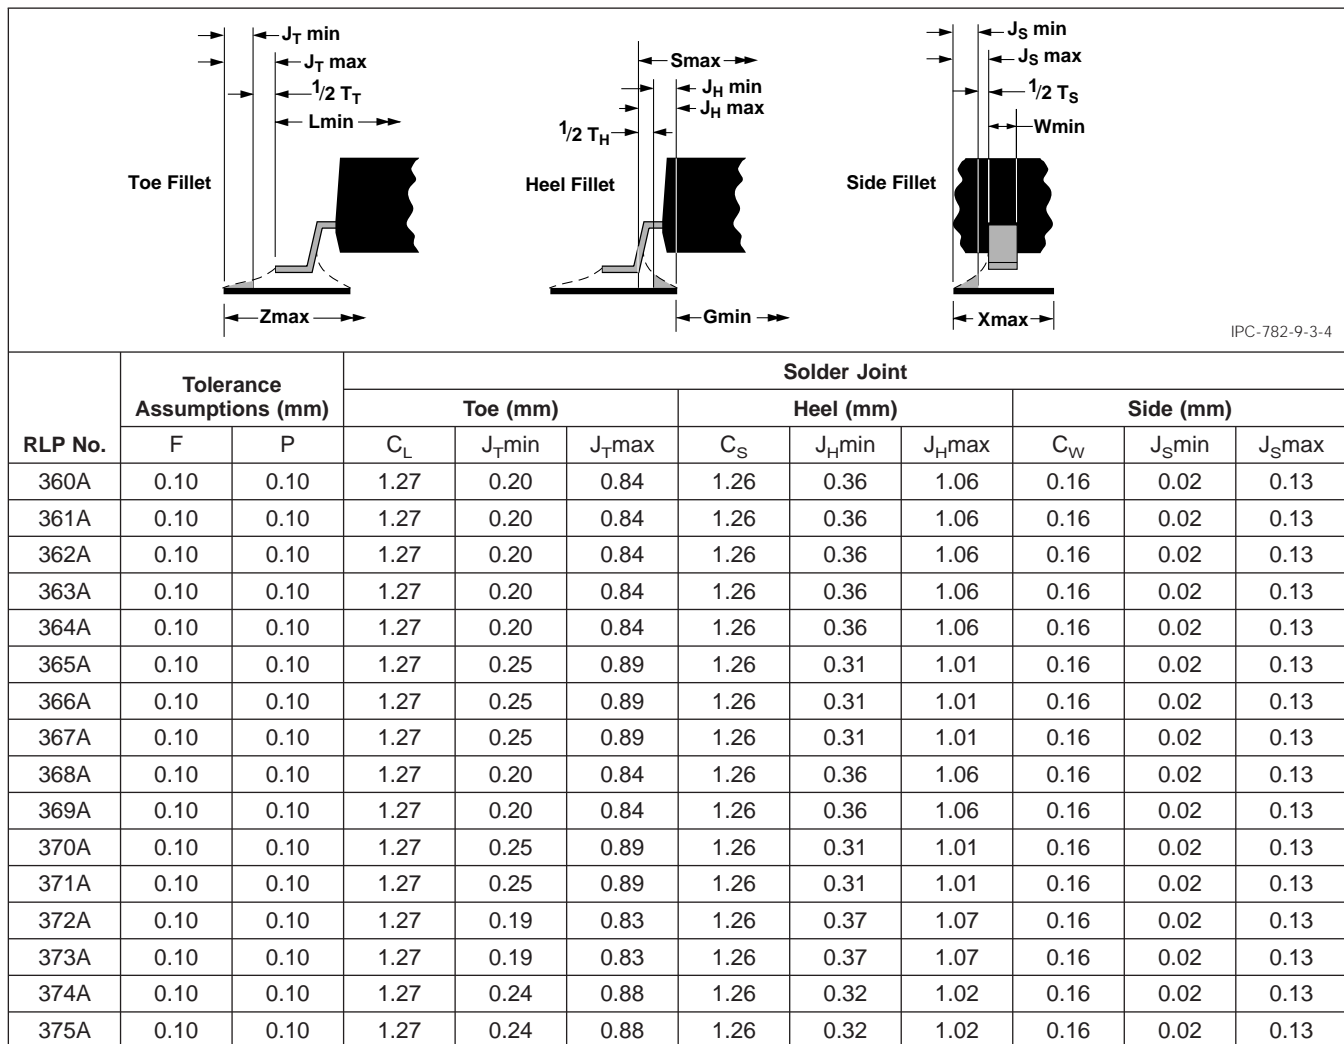 J_T min
J_T max
1/2 T_T
Lmin
Toe Fillet
Zmax
Smax
J_H min
J_H max
1/2 T_H
Heel Fillet
Gmin
J_S min
J_S max
1/2 T_S
Wmin
Side Fillet
Xmax
IPC-782-9-3-4
RLP No. Tolerance Assumptions (mm) Solder Joint
Toe (mm) Heel (mm) Side (mm)
F P C_L J_Tmin J_Tmax C_S J_Hmin J_Hmax C_W J_Smin J_Smax
360A 0.10 0.10 1.27 0.20 0.84 1.26 0.36 1.06 0.16 0.02 0.13
361A 0.10 0.10 1.27 0.20 0.84 1.26 0.36 1.06 0.16 0.02 0.13
362A 0.10 0.10 1.27 0.20 0.84 1.26 0.36 1.06 0.16 0.02 0.13
363A 0.10 0.10 1.27 0.20 0.84 1.26 0.36 1.06 0.16 0.02 0.13
364A 0.10 0.10 1.27 0.20 0.84 1.26 0.36 1.06 0.16 0.02 0.13
365A 0.10 0.10 1.27 0.25 0.89 1.26 0.31 1.01 0.16 0.02 0.13
366A 0.10 0.10 1.27 0.25 0.89 1.26 0.31 1.01 0.16 0.02 0.13
367A 0.10 0.10 1.27 0.25 0.89 1.26 0.31 1.01 0.16 0.02 0.13
368A 0.10 0.10 1.27 0.20 0.84 1.26 0.36 1.06 0.16 0.02 0.13
369A 0.10 0.10 1.27 0.20 0.84 1.26 0.36 1.06 0.16 0.02 0.13
370A 0.10 0.10 1.27 0.25 0.89 1.26 0.31 1.01 0.16 0.02 0.13
371A 0.10 0.10 1.27 0.25 0.89 1.26 0.31 1.01 0.16 0.02 0.13
372A 0.10 0.10 1.27 0.19 0.83 1.26 0.37 1.07 0.16 0.02 0.13
373A 0.10 0.10 1.27 0.19 0.83 1.26 0.37 1.07 0.16 0.02 0.13
374A 0.10 0.10 1.27 0.24 0.88 1.26 0.32 1.02 0.16 0.02 0.13
375A 0.10 0.10 1.27 0.24 0.88 1.26 0.32 1.02 0.16 0.02 0.13